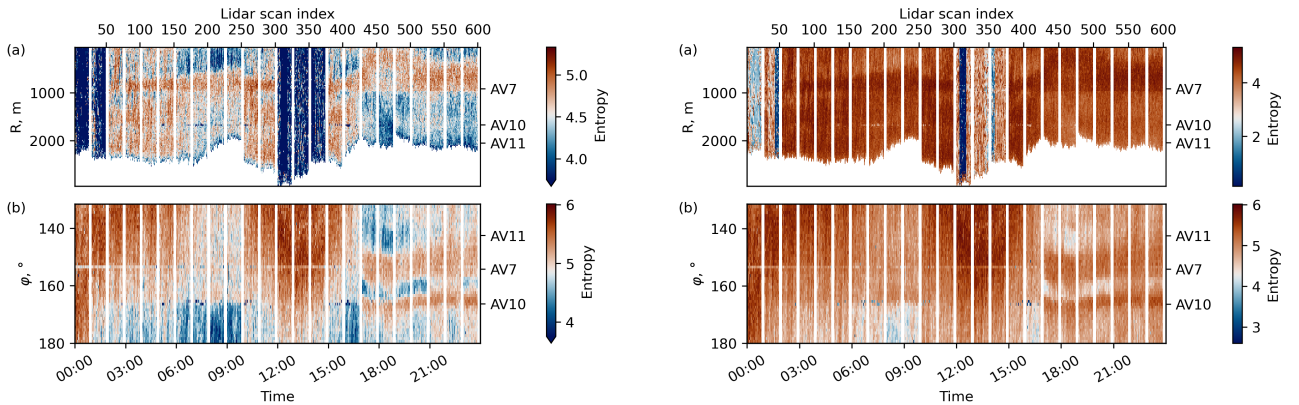 Lidar scan index
50 100 150 200 250 300 350 400 450 500 550 600
(a)
R, m
1000
2000
AV7
AV10
AV11
5.0
4.5
4.0
Entropy
(b)
φ, °
140
160
180
AV11
AV7
AV10
6
5
4
Entropy
00:00 03:00 06:00 09:00 12:00 15:00 18:00 21:00
Time
Lidar scan index
50 100 150 200 250 300 350 400 450 500 550 600
(a)
R, m
1000
2000
AV7
AV10
AV11
4
2
Entropy
(b)
φ, °
140
160
180
AV11
AV7
AV10
6
5
4
3
Entropy
00:00 03:00 06:00 09:00 12:00 15:00 18:00 21:00
Time